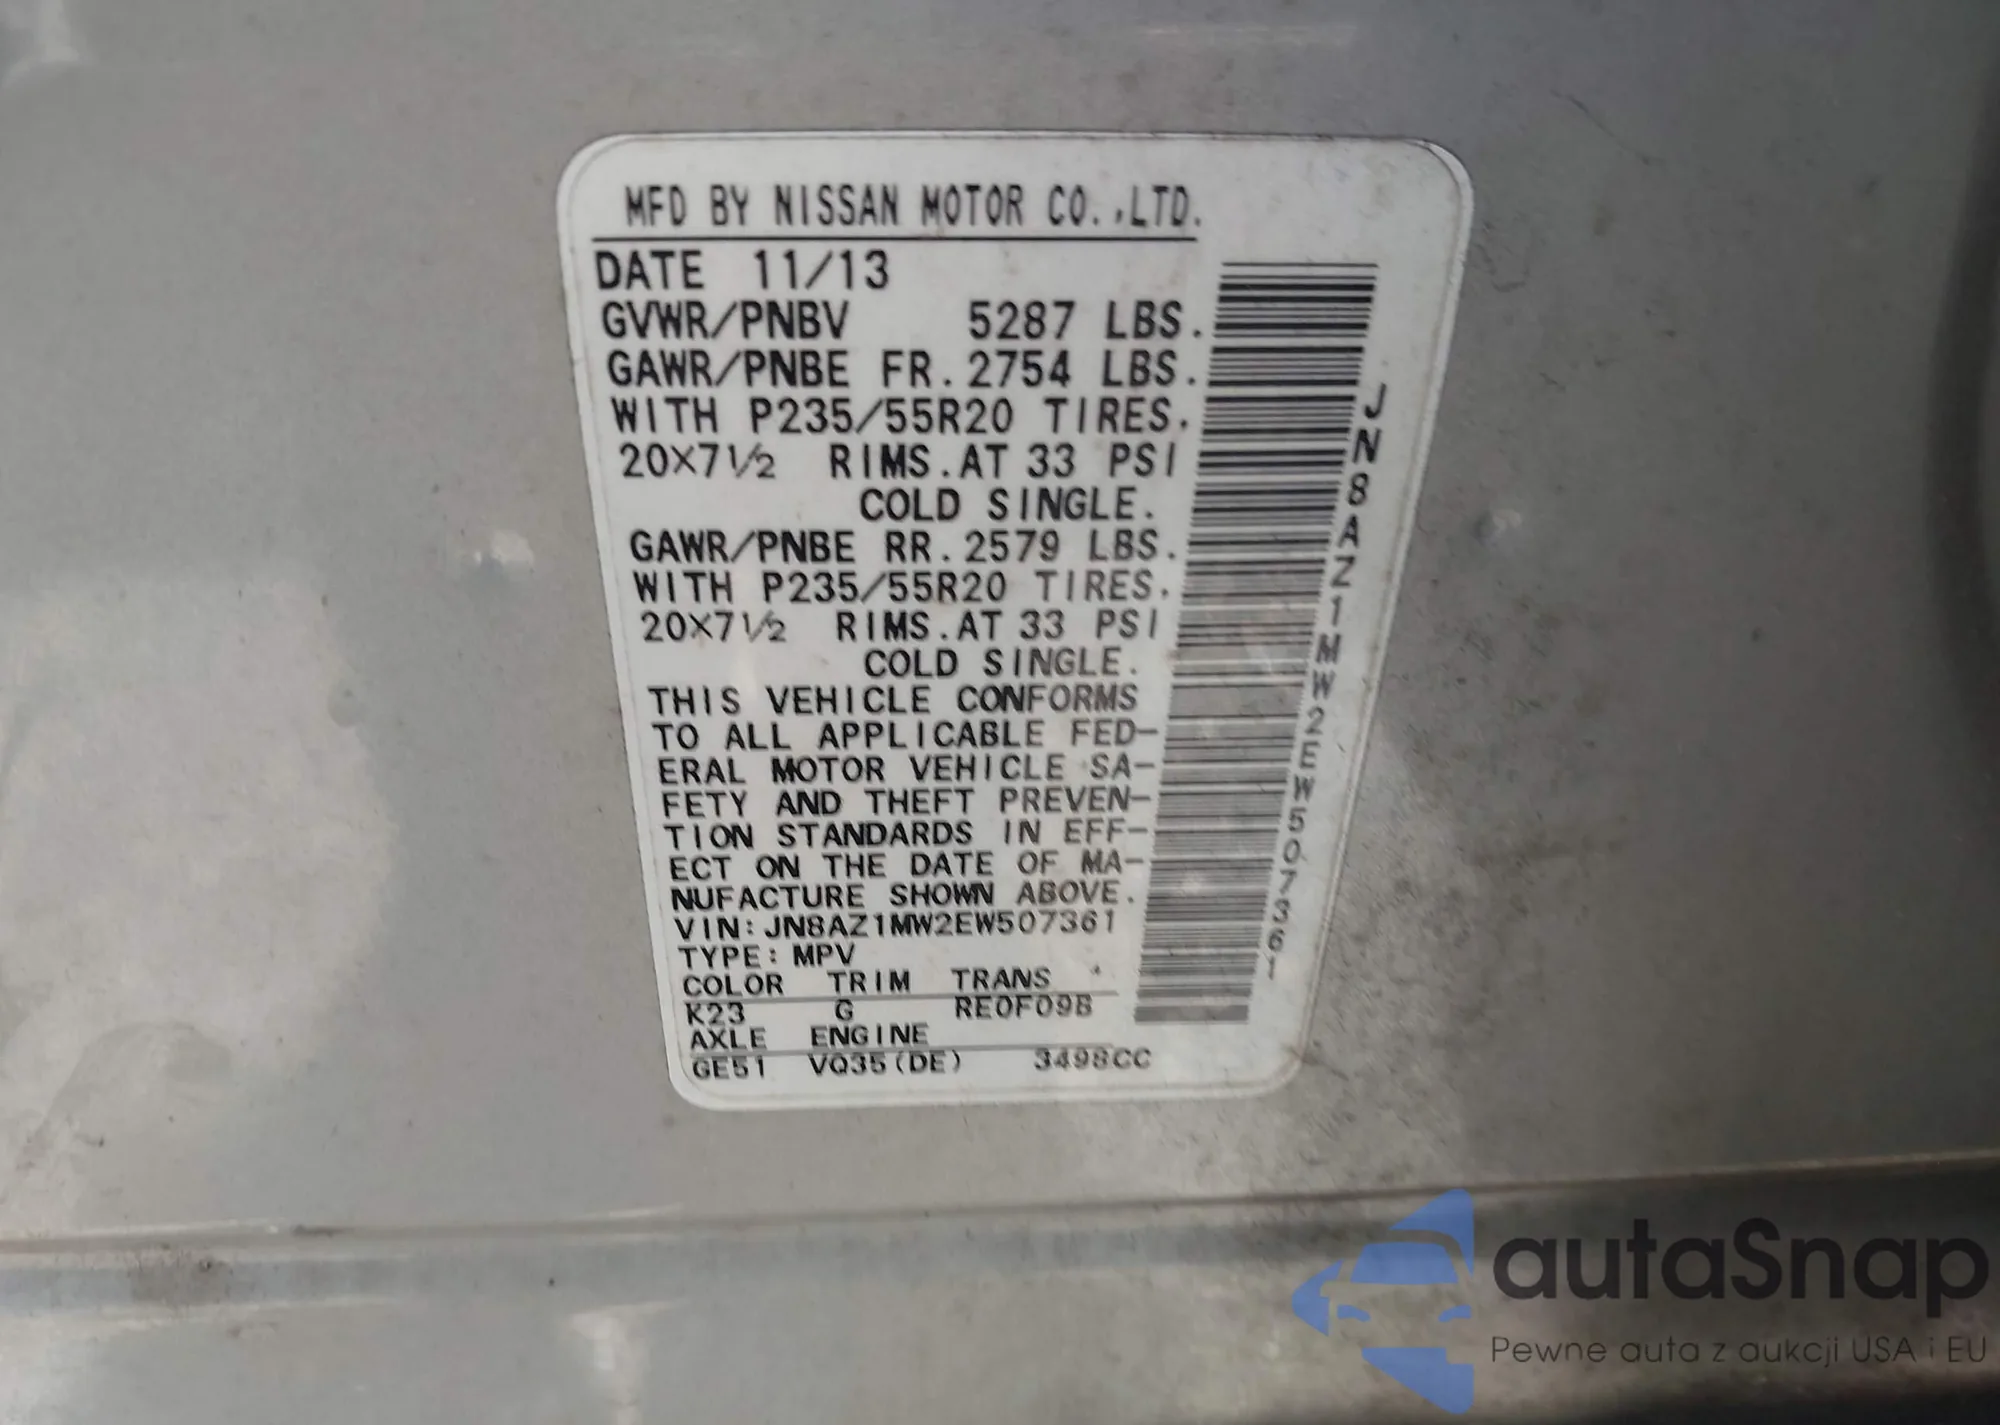 MFD BY NISSAN MOTOR CO.,LTD.
DATE 11/13
GVWR/PNBV 5287 LBS.
GAWR/PNBE FR. 2754 LBS.
WITH P235/55R20 TIRES.
20×7½ RIMS. AT 33 PSI
COLD SINGLE.
GAWR/PNBE RR. 2579 LBS.
WITH P235/55R20 TIRES.
20×7½ RIMS. AT 33 PSI
COLD SINGLE.
THIS VEHICLE CONFORMS
TO ALL APPLICABLE FED-
ERAL MOTOR VEHICLE SA-
FETY AND THEFT PREVEN-
TION STANDARDS IN EFF-
ECT ON THE DATE OF MA-
NUFACTURE SHOWN ABOVE.
VIN: JN8AZ1MW2EW507361
TYPE: MPV
COLOR TRIM TRANS
K23 G RE0F09B
AXLE ENGINE
GE51 VQ35(DE) 3498CC
JN8AZ1MW2EW507361
autaSnap
Pewne auta z aukcji USA i EU